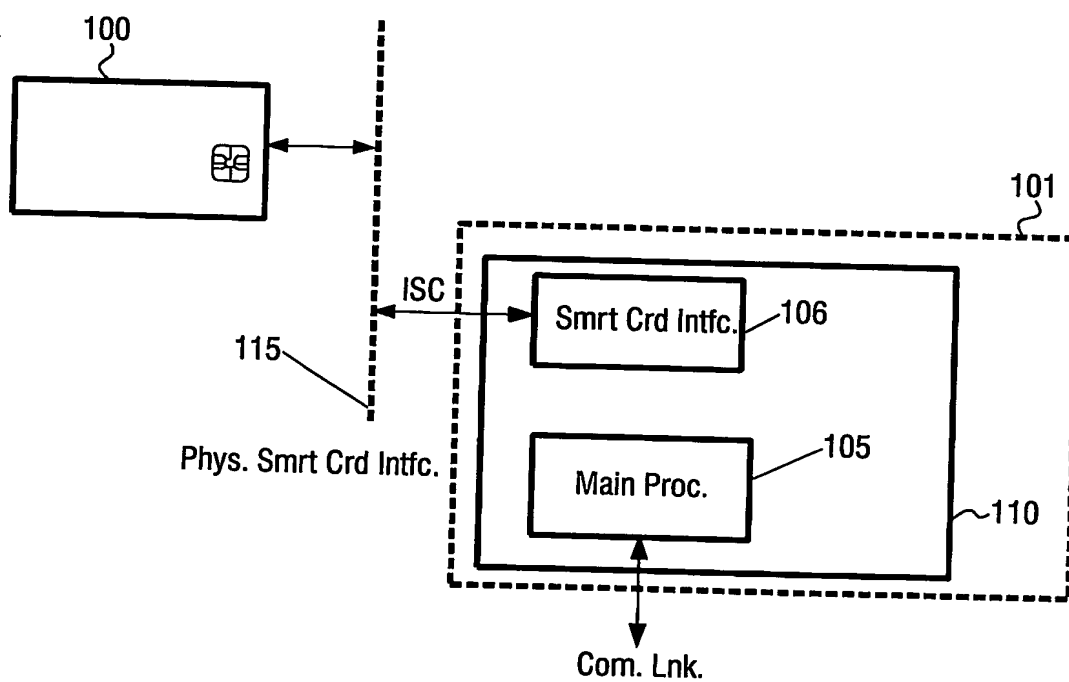 100
101
ISC
Smrt Crd Intfc.
106
115
Phys. Smrt Crd Intfc.
105
Main Proc.
110
Com. Lnk.